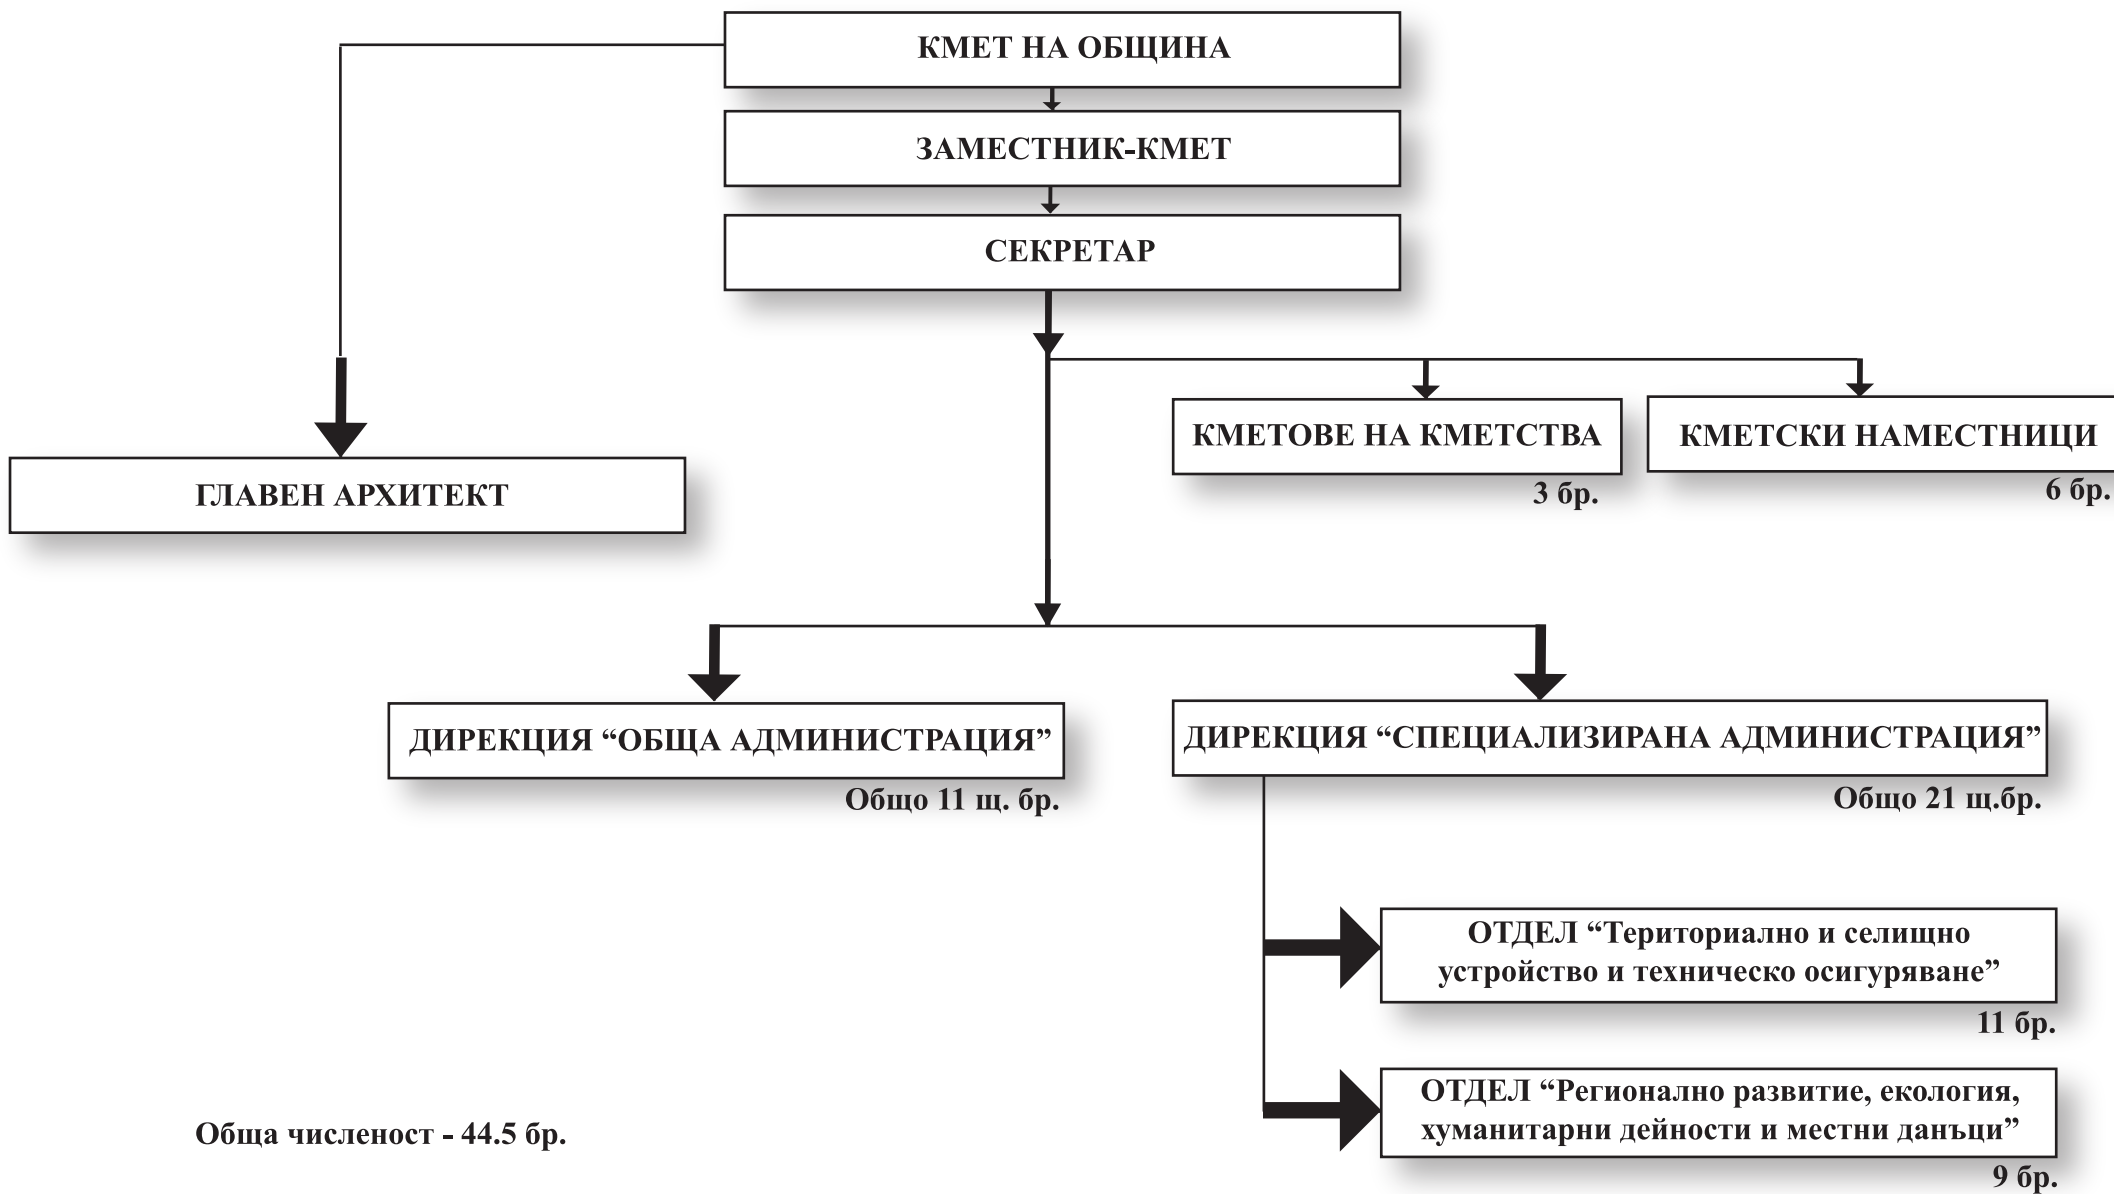 КМЕТ НА ОБЩИНА
ЗАМЕСТНИК-КМЕТ
СЕКРЕТАР
КМЕТОВЕ НА КМЕТСТВА
3 бр.
КМЕТСКИ НАМЕСТНИЦИ
6 бр.
ГЛАВЕН АРХИТЕКТ
ДИРЕКЦИЯ “ОБЩА АДМИНИСТРАЦИЯ”
Общо 11 щ. бр.
ДИРЕКЦИЯ “СПЕЦИАЛИЗИРАНА АДМИНИСТРАЦИЯ”
Общо 21 щ.бр.
ОТДЕЛ “Териториално и селищно
устройство и техническо осигуряване”
11 бр.
ОТДЕЛ “Регионално развитие, екология,
хуманитарни дейности и местни данъци”
9 бр.
Обща численост - 44.5 бр.